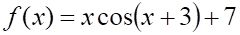 f(x) = x cos(x + 3) + 7